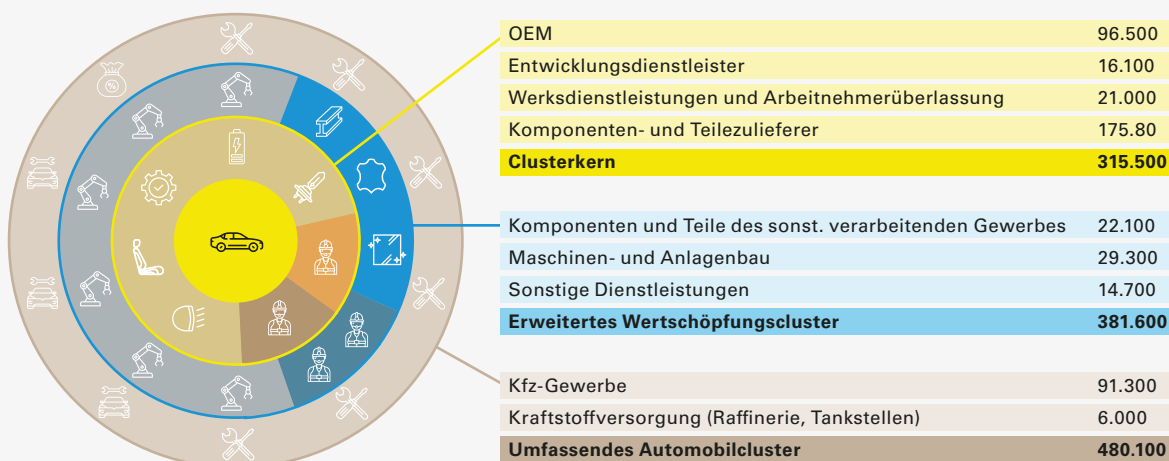 OEM 96.500
Entwicklungsdienstleister 16.100
Werksdienstleistungen und Arbeitnehmerüberlassung 21.000
Komponenten- und Teilezulieferer 175.80
Clusterkern 315.500
Komponenten und Teile des sonst. verarbeitenden Gewerbes 22.100
Maschinen- und Anlagenbau 29.300
Sonstige Dienstleistungen 14.700
Erweitertes Wertschöpfungscluster 381.600
Kfz-Gewerbe 91.300
Kraftstoffversorgung (Raffinerie, Tankstellen) 6.000
Umfassendes Automobilcluster 480.100
%